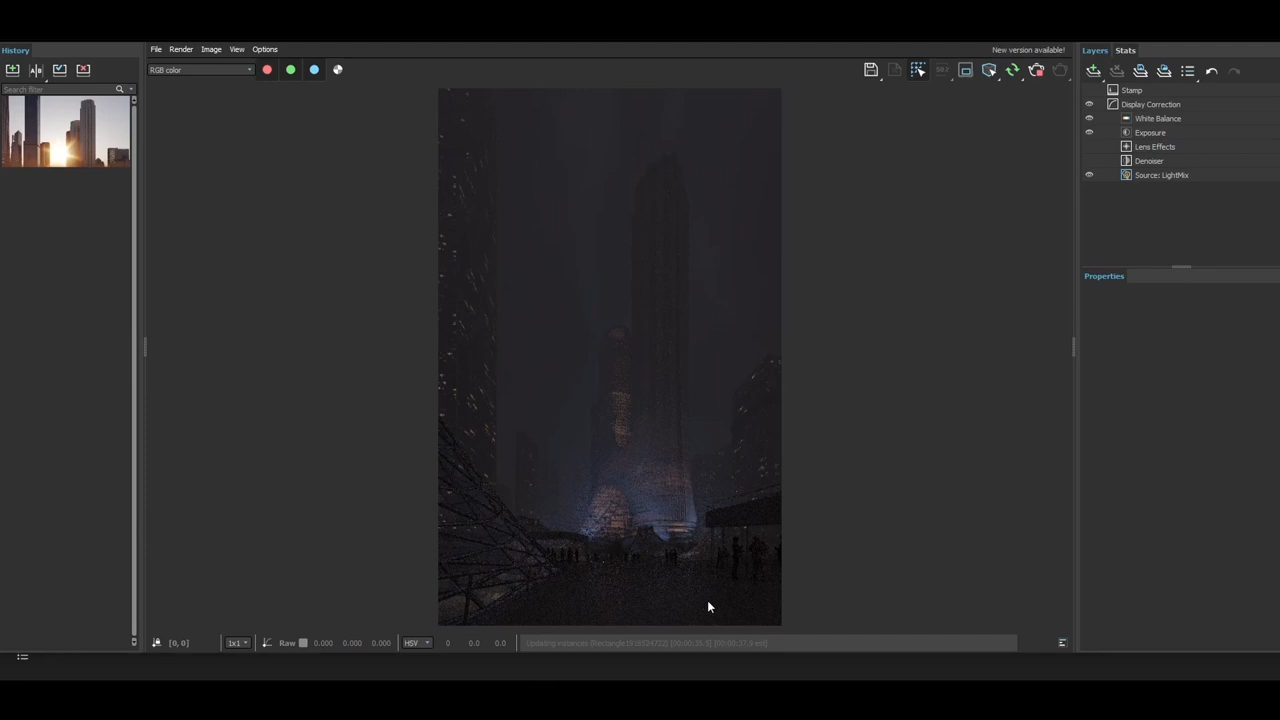 History
File Render Image View Options
New version available!
Layers Stats
RGB color
Search filter
Stamp
Display Correction
White Balance
Exposure
Lens Effects
Denoiser
Source: LightMix
Properties
[0, 0] 1x1 Raw 0.000 0.000 0.000 HSV 0 0.0 0.0